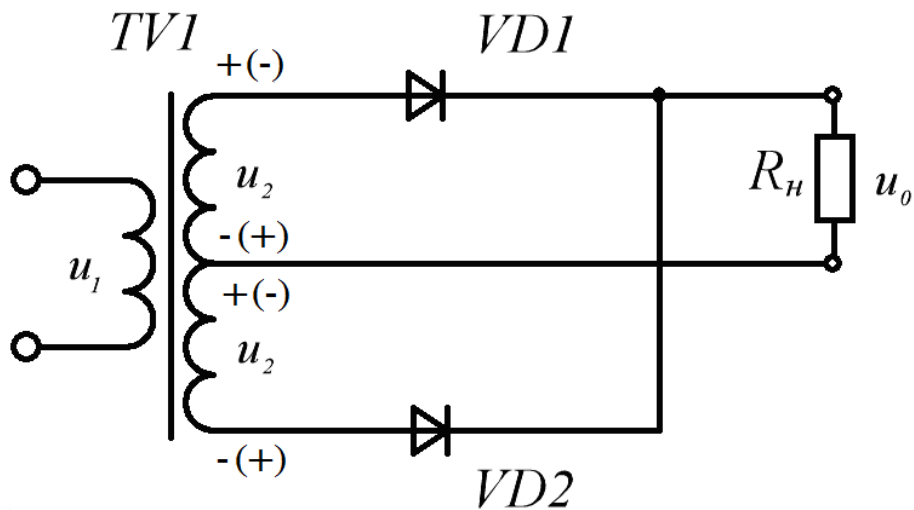 TV1 VD1
+(-)
u₂ Rн u₀
-(+)
u₁ +(-)
u₂
-(+)
VD2